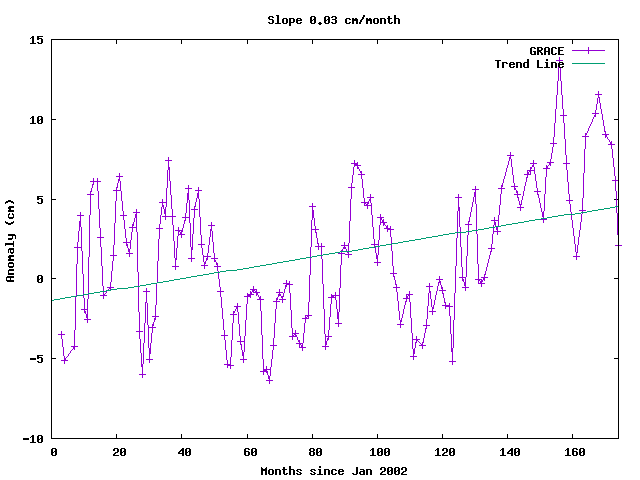 Slope 0.03 cm/month
GRACE
Trend Line
15
10
5
0
-5
-10
Anomaly (cm)
0 20 40 60 80 100 120 140 160
Months since Jan 2002